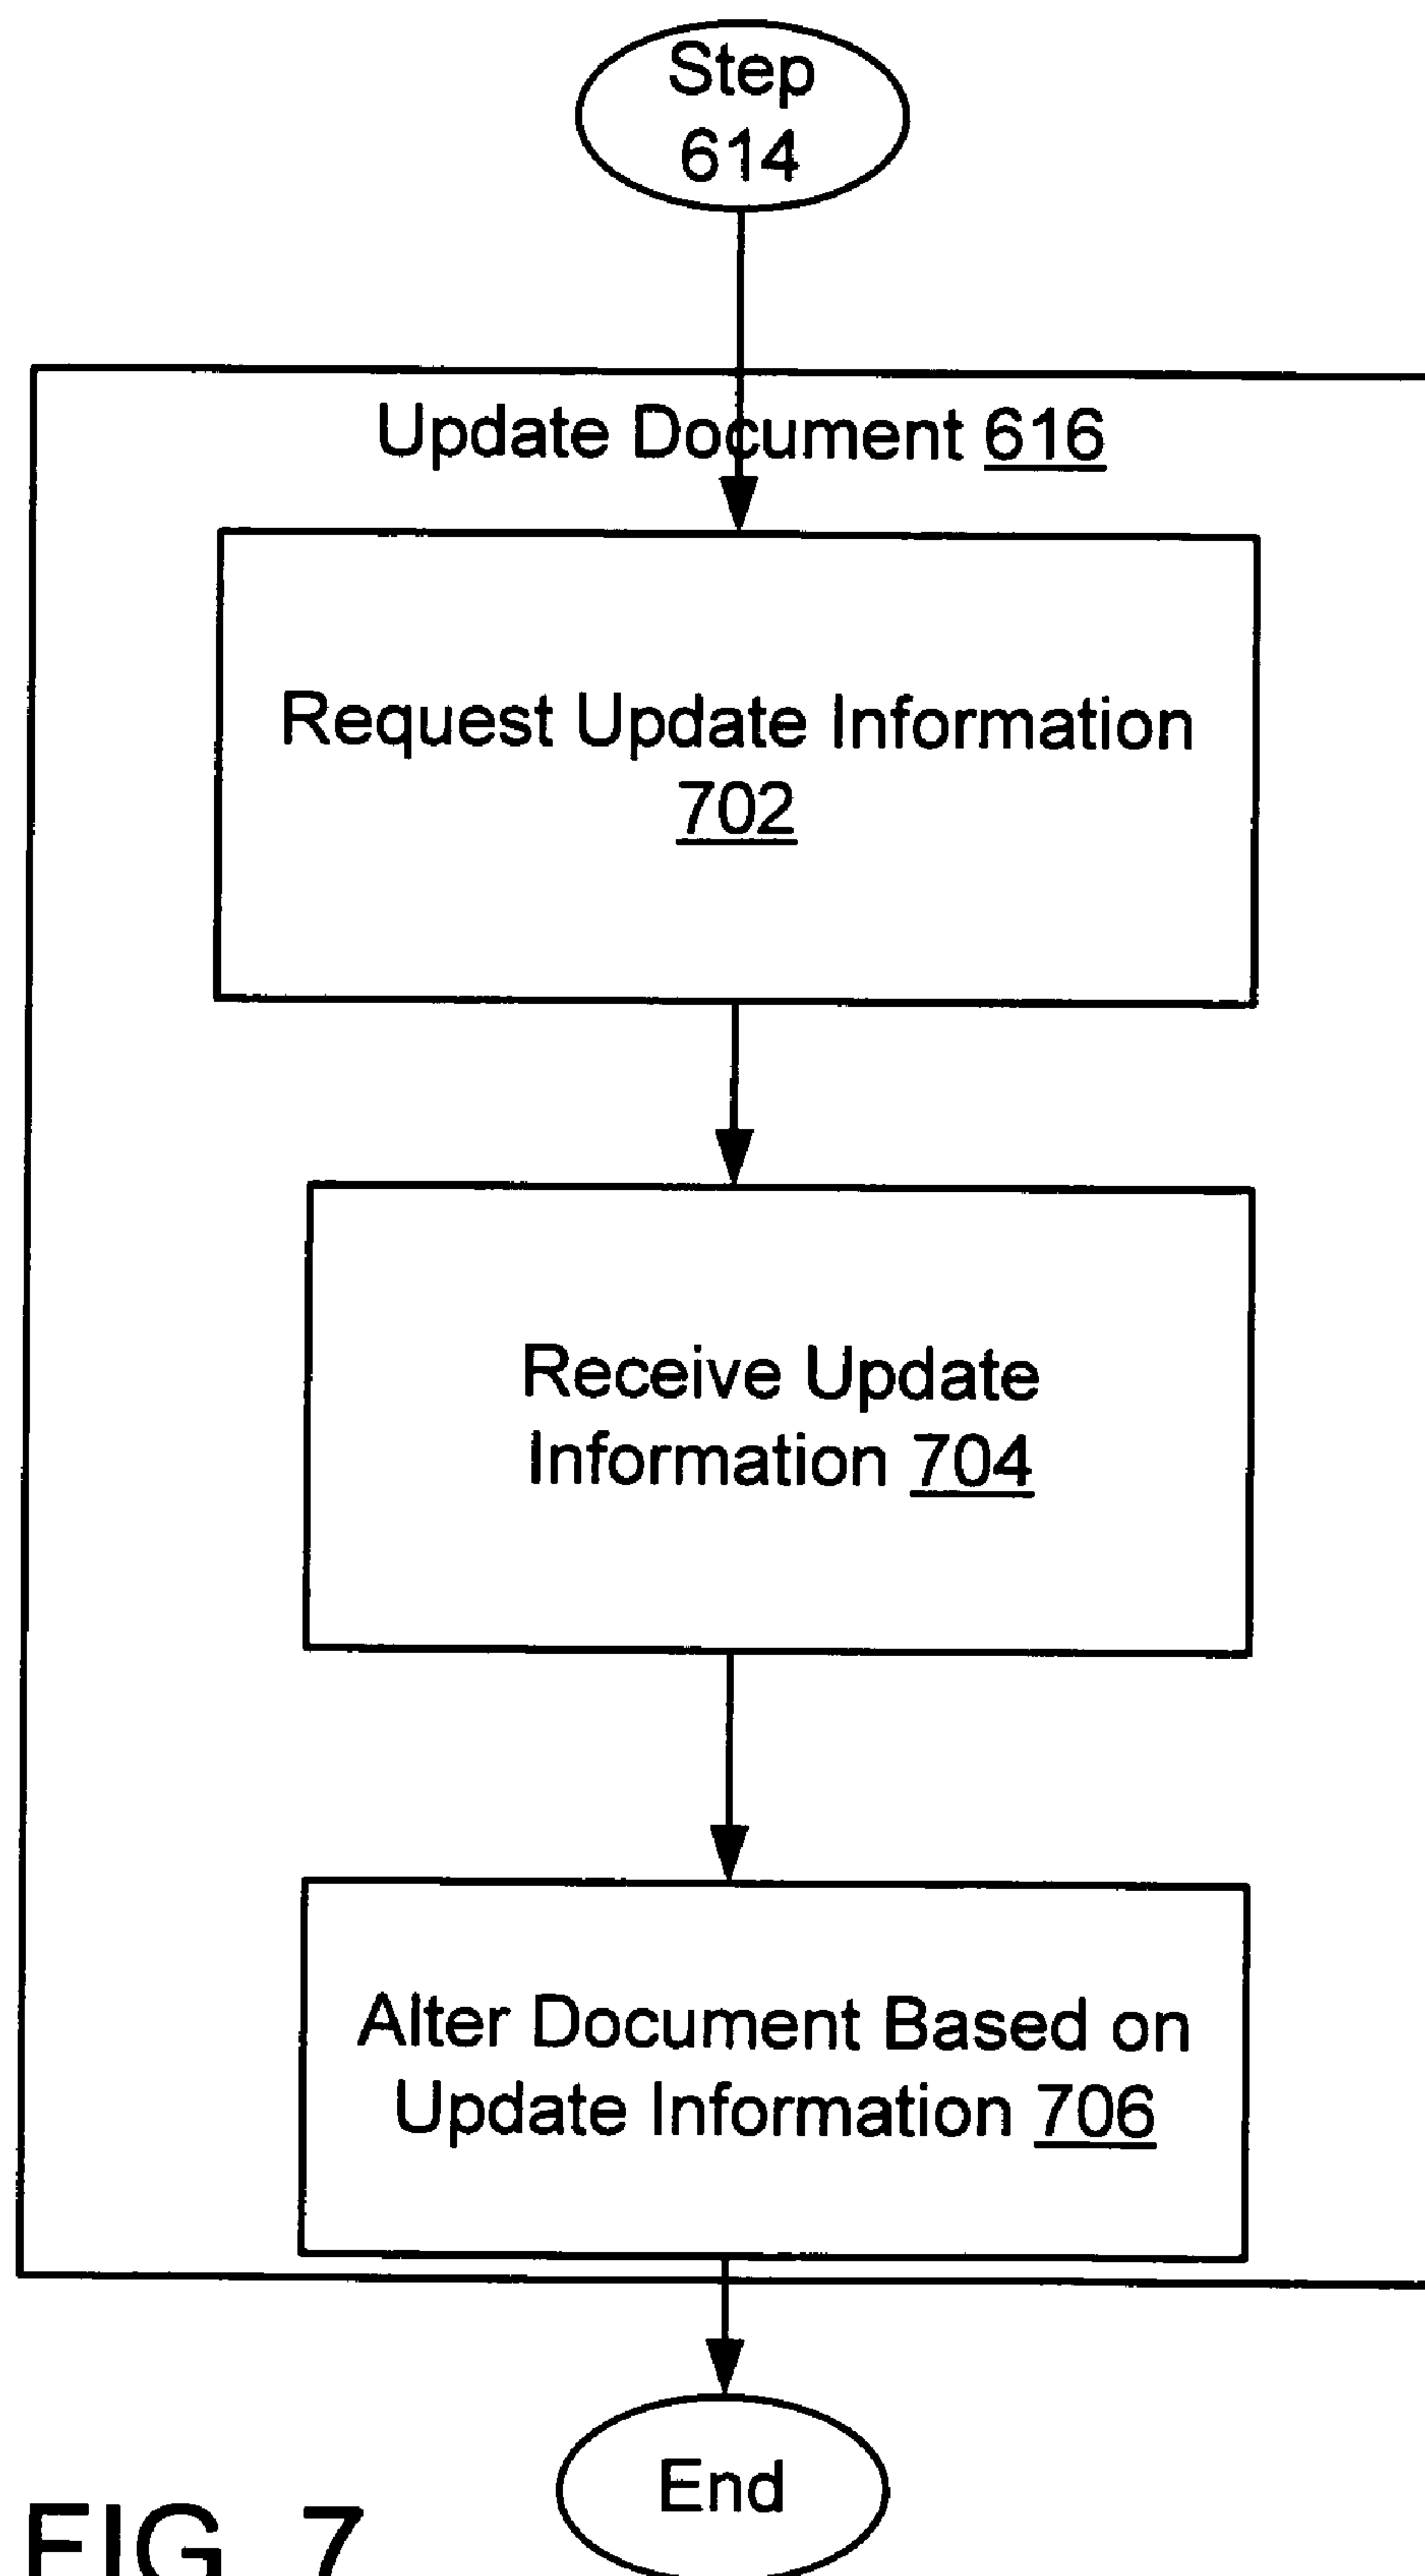 Step
614
Update Document 616
Request Update Information
702
Receive Update
Information 704
Alter Document Based on
Update Information 706
End
FIG. 7